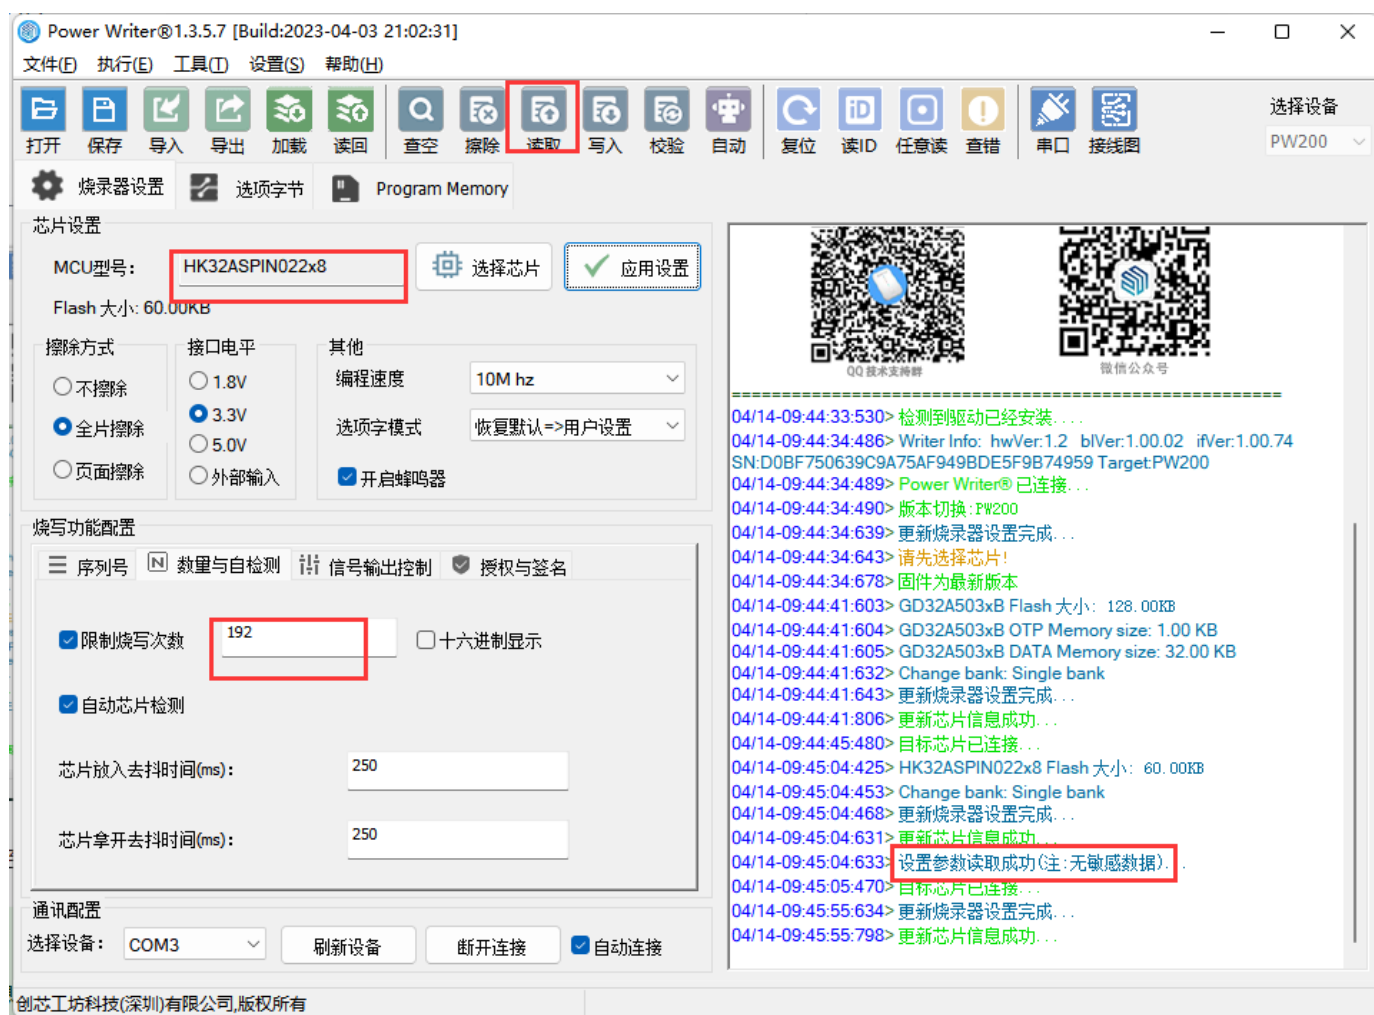 Power Writer®1.3.5.7 [Build:2023-04-03 21:02:31]
文件(F) 执行(E) 工具(T) 设置(S) 帮助(H)
打开 保存 导入 导出 加载 读回 查空 擦除 读取 写入 校验 自动 复位 读ID 任意读 查错 串口 接线图
选择设备
PW200
烧录器设置 选项字节 Program Memory
芯片设置
MCU型号: HK32ASPIN022x8 选择芯片 应用设置
Flash 大小: 60.00KB
擦除方式
不擦除
全片擦除
页面擦除
接口电平
1.8V
3.3V
5.0V
外部输入
其他
编程速度 10M hz
选项字模式 恢复默认=>用户设置
开启蜂鸣器
烧写功能配置
序列号 数量与自检测 信号输出控制 授权与签名
限制烧写次数 192 十六进制显示
自动芯片检测
芯片放入去抖时间(ms): 250
芯片拿开去抖时间(ms): 250
通讯配置
选择设备: COM3 刷新设备 断开连接 自动连接
创芯工坊科技(深圳)有限公司,版权所有
QQ 技术支持群 微信公众号
==========================================================
04/14-09:44:33:530> 检测到驱动已经安装....
04/14-09:44:34:486> Writer Info: hwVer:1.2 blVer:1.00.02 ifVer:1.00.74
SN:D0BF750639C9A75AF949BDE5F9B74959 Target:PW200
04/14-09:44:34:489> Power Writer® 已连接...
04/14-09:44:34:490> 版本切换:PW200
04/14-09:44:34:639> 更新烧录器设置完成...
04/14-09:44:34:643> 请先选择芯片!
04/14-09:44:34:678> 固件为最新版本
04/14-09:44:41:603> GD32A503xB Flash 大小: 128.00KB
04/14-09:44:41:604> GD32A503xB OTP Memory size: 1.00 KB
04/14-09:44:41:605> GD32A503xB DATA Memory size: 32.00 KB
04/14-09:44:41:632> Change bank: Single bank
04/14-09:44:41:643> 更新烧录器设置完成...
04/14-09:44:41:806> 更新芯片信息成功...
04/14-09:44:45:480> 目标芯片已连接...
04/14-09:45:04:425> HK32ASPIN022x8 Flash 大小: 60.00KB
04/14-09:45:04:453> Change bank: Single bank
04/14-09:45:04:468> 更新烧录器设置完成...
04/14-09:45:04:631> 更新芯片信息成功...
04/14-09:45:04:633> 设置参数读取成功(注:无敏感数据)...
04/14-09:45:05:470> 目标芯片已连接...
04/14-09:45:55:634> 更新烧录器设置完成...
04/14-09:45:55:798> 更新芯片信息成功...